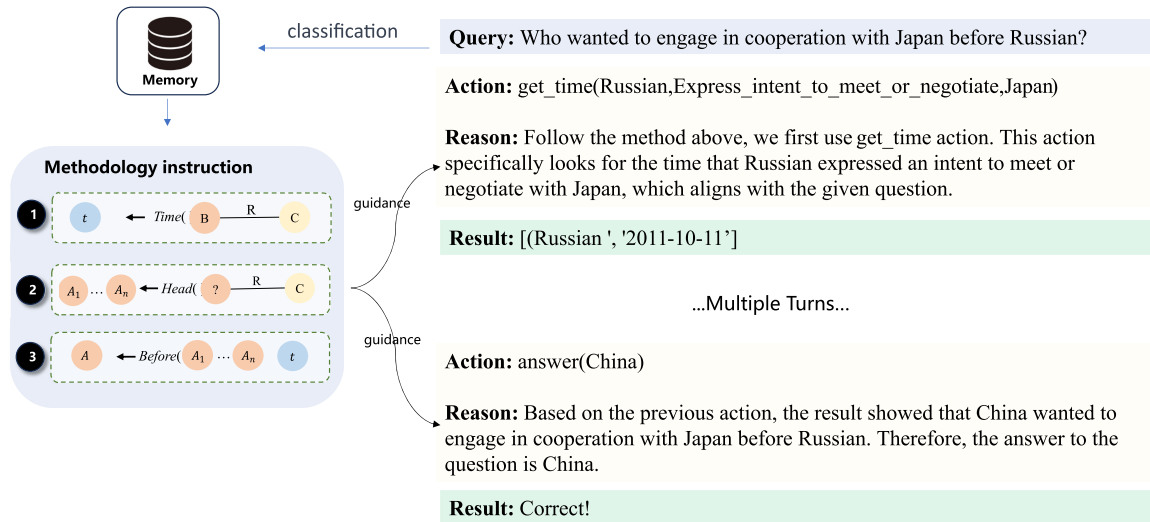 Memory
classification
Query: Who wanted to engage in cooperation with Japan before Russian?
Action: get_time(Russian,Express_intent_to_meet_or_negotiate,Japan)
Reason: Follow the method above, we first use get_time action. This action
specifically looks for the time that Russian expressed an intent to meet or
negotiate with Japan, which aligns with the given question.
Result: [(Russian ', '2011-10-11’]
...Multiple Turns...
Action: answer(China)
Reason: Based on the previous action, the result showed that China wanted to
engage in cooperation with Japan before Russian. Therefore, the answer to the
question is China.
Result: Correct!
Methodology instruction
1 t Time( B R C
2 A1 … An Head( ? R C
3 A Before( A1 … An t
guidance
guidance